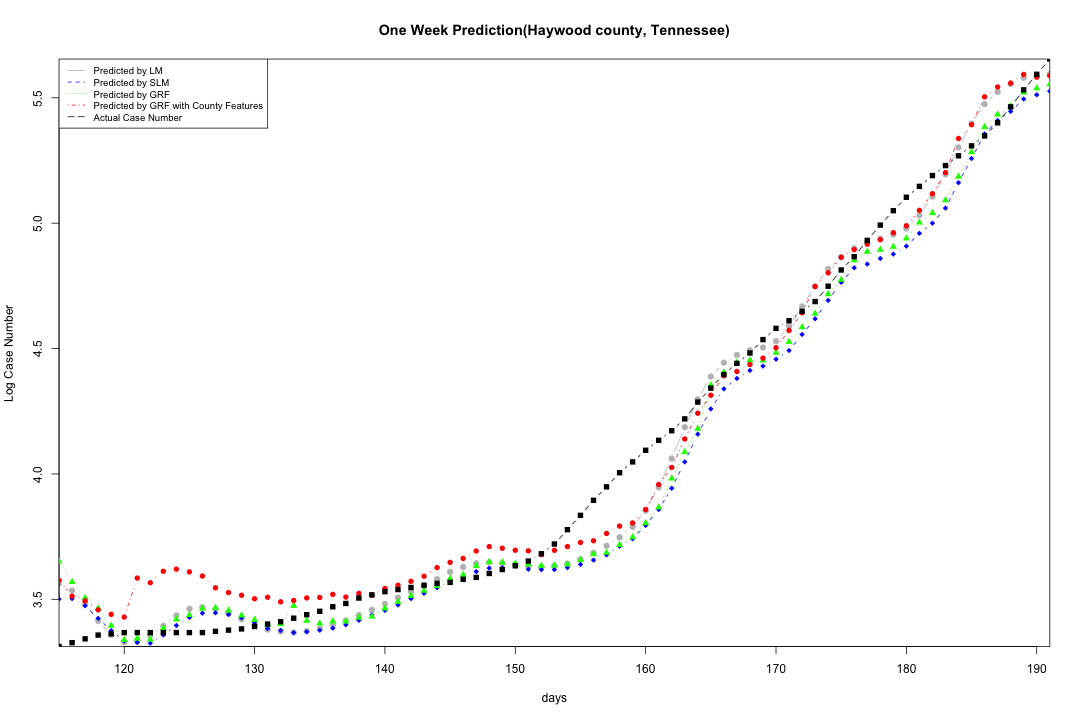 One Week Prediction(Haywood county, Tennessee)
Predicted by LM
Predicted by SLM
Predicted by GRF
Predicted by GRF with County Features
Actual Case Number
5.5
5.0
4.5
4.0
3.5
Log Case Number
120 130 140 150 160 170 180 190
days